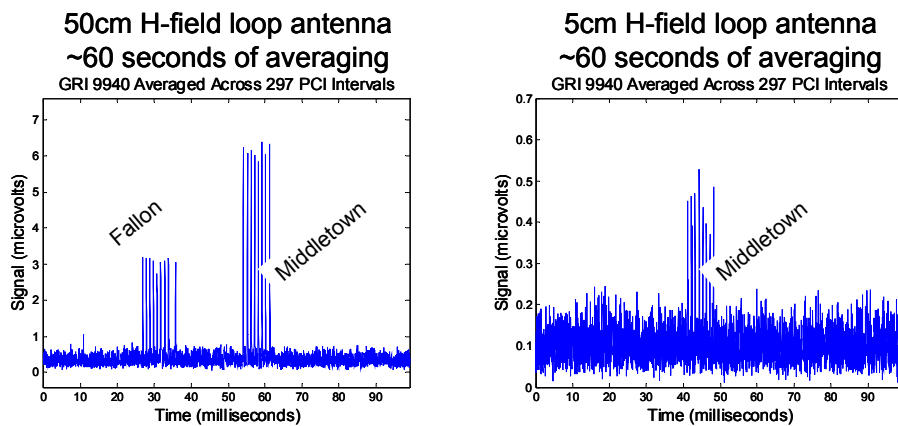 50cm H-field loop antenna
~60 seconds of averaging
GRI 9940 Averaged Across 297 PCI Intervals
7
6
5
4
3
2
1
0
Signal (microvolts)
Fallon
Middletown
0 10 20 30 40 50 60 70 80 90
Time (milliseconds)
5cm H-field loop antenna
~60 seconds of averaging
GRI 9940 Averaged Across 297 PCI Intervals
0.7
0.6
0.5
0.4
0.3
0.2
0.1
0
Signal (microvolts)
Middletown
0 10 20 30 40 50 60 70 80 90
Time (milliseconds)